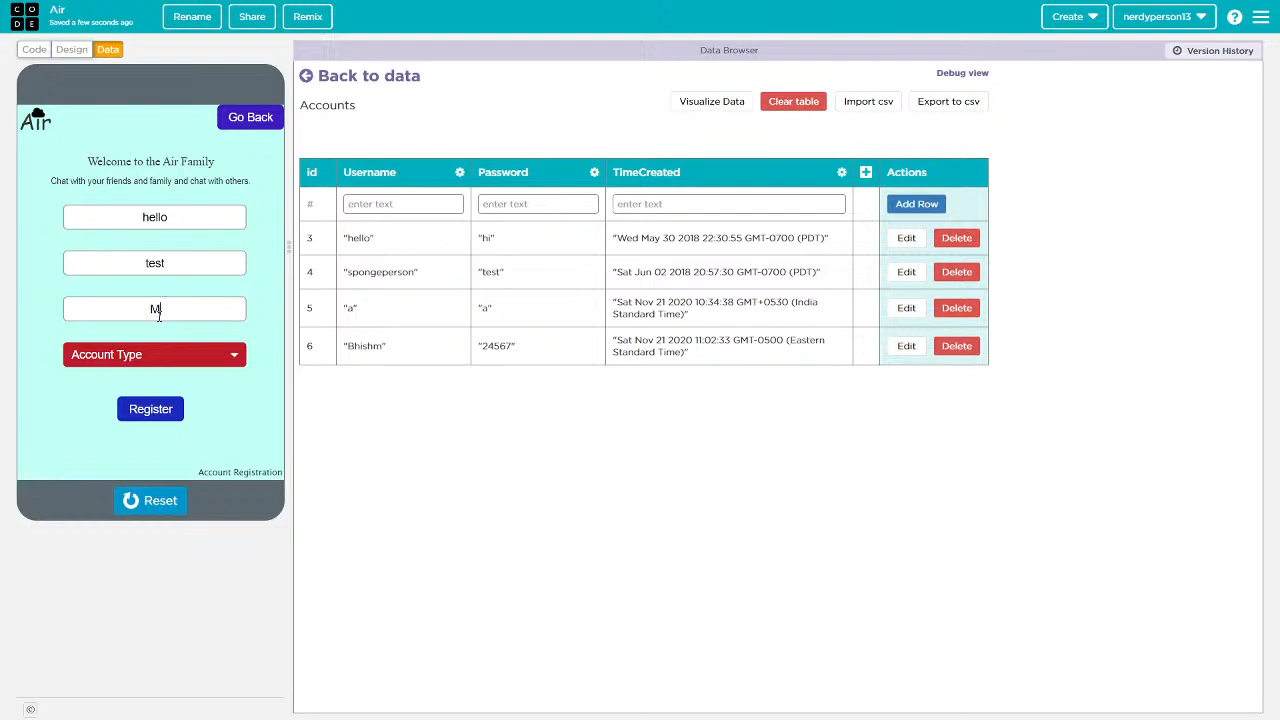 CODE
Air
Saved a few seconds ago
Rename
Share
Remix
Create
nerdyperson13
?
Code
Design
Data
Data Browser
Version History
Air
Go Back
Welcome to the Air Family
Chat with your friends and family and chat with others.
hello
test
M
Account Type
Register
Account Registration
Reset
Back to data
Debug view
Accounts
Visualize Data
Clear table
Import csv
Export to csv
id Username Password TimeCreated Actions
# enter text enter text enter text Add Row
3 "hello" "hi" "Wed May 30 2018 22:30:55 GMT-0700 (PDT)" Edit Delete
4 "spongeperson" "test" "Sat Jun 02 2018 20:57:30 GMT-0700 (PDT)" Edit Delete
5 "a" "a" "Sat Nov 21 2020 10:34:38 GMT+0530 (India
Standard Time)" Edit Delete
6 "Bhishm" "24567" "Sat Nov 21 2020 11:02:33 GMT-0500 (Eastern
Standard Time)" Edit Delete
©